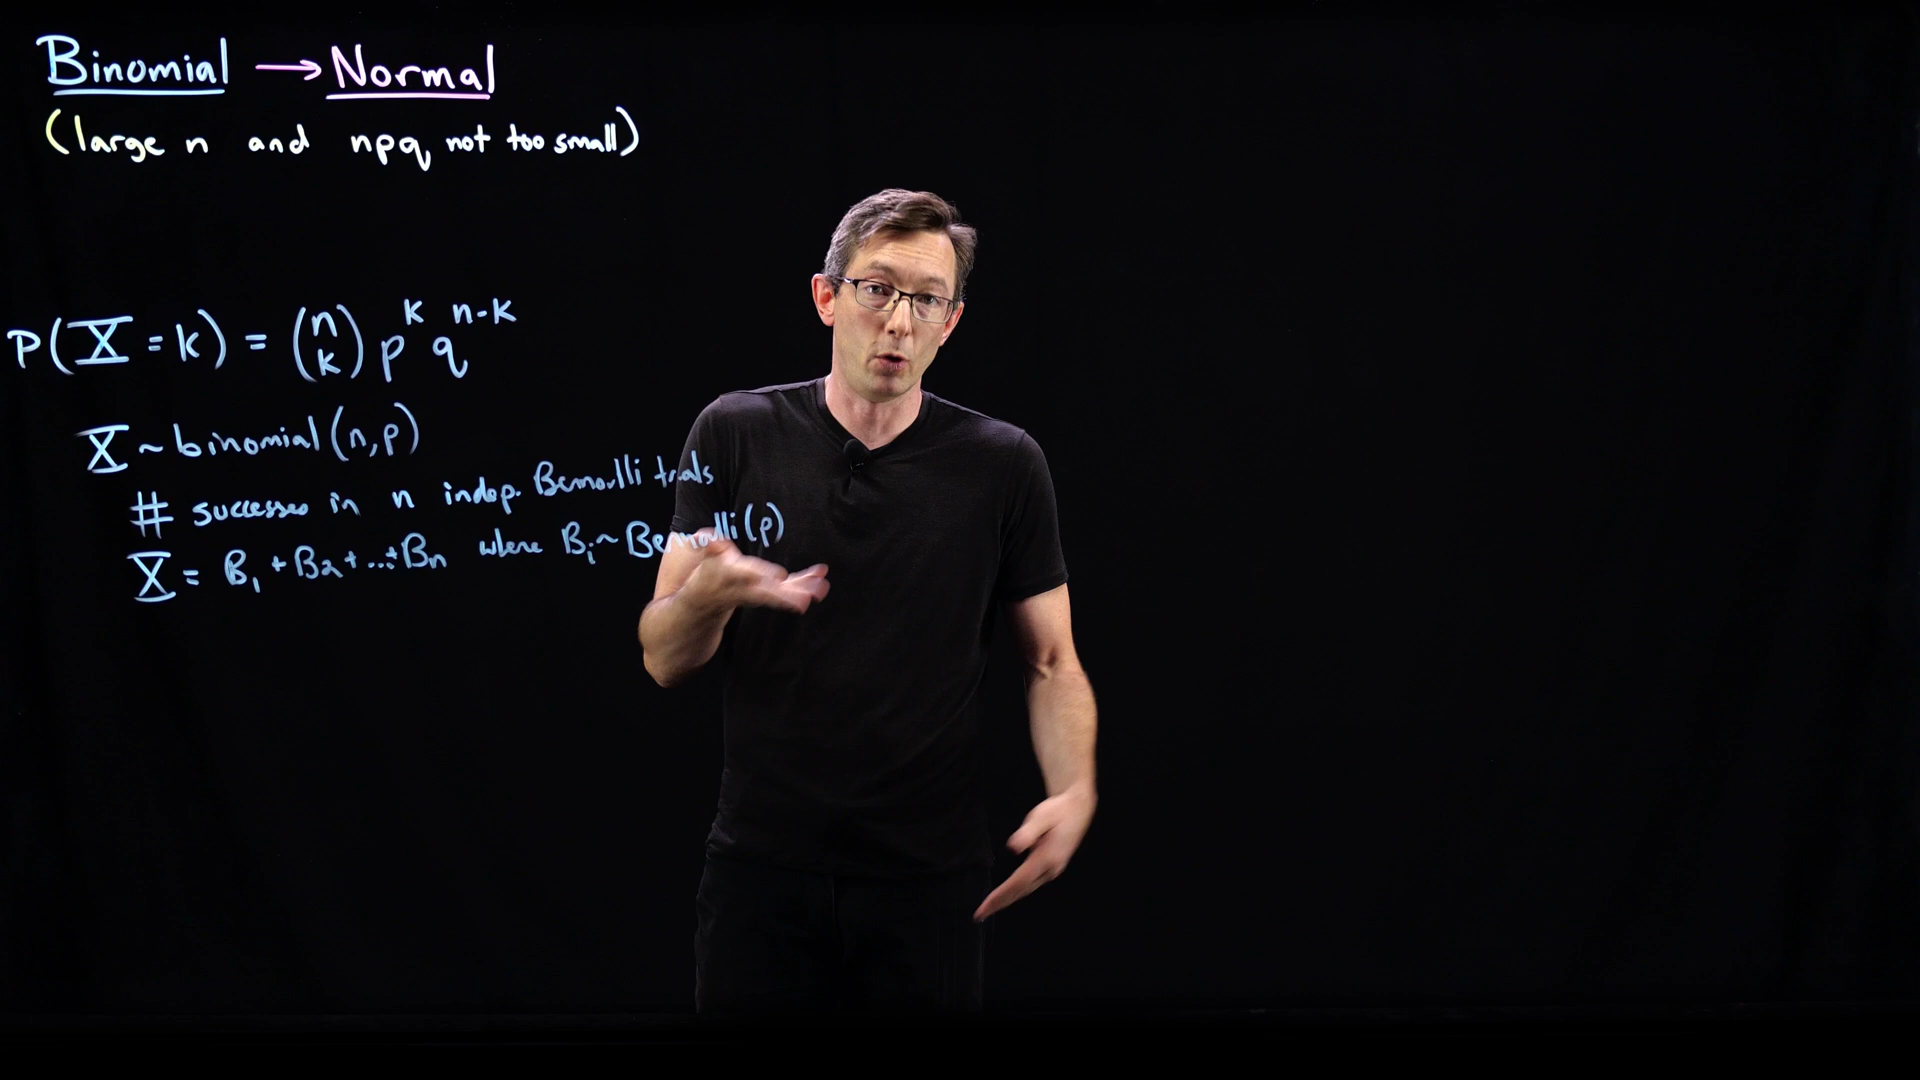 Binomial → Normal
(large n and npq not too small)
P(X = k) = (n k) p^k q^{n-k}
X ~ binomial(n,p)
# successes in n indep. Bernoulli trials
X = B₁ + B₂ + ... + Bₙ where Bᵢ ~ Bernoulli(p)